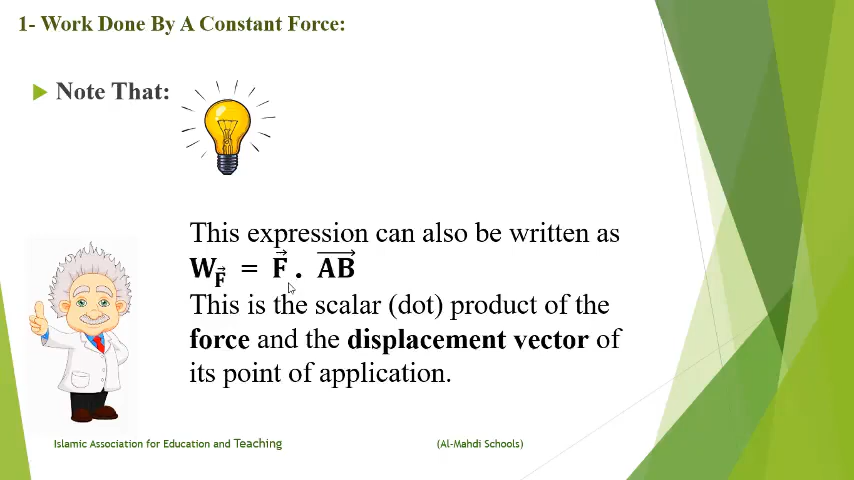 1- Work Done By A Constant Force:
Note That:
This expression can also be written as
W_F⃗ = F⃗ . A⃗B⃗
This is the scalar (dot) product of the
force and the displacement vector of
its point of application.
Islamic Association for Education and Teaching (Al-Mahdi Schools)